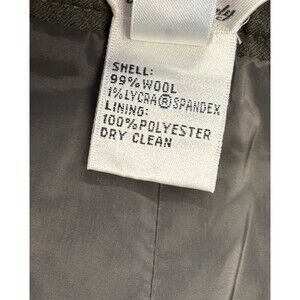 SHELL:
99% WOOL
1% LYCRA® SPANDEX
LINING:
100% POLYESTER
DRY CLEAN